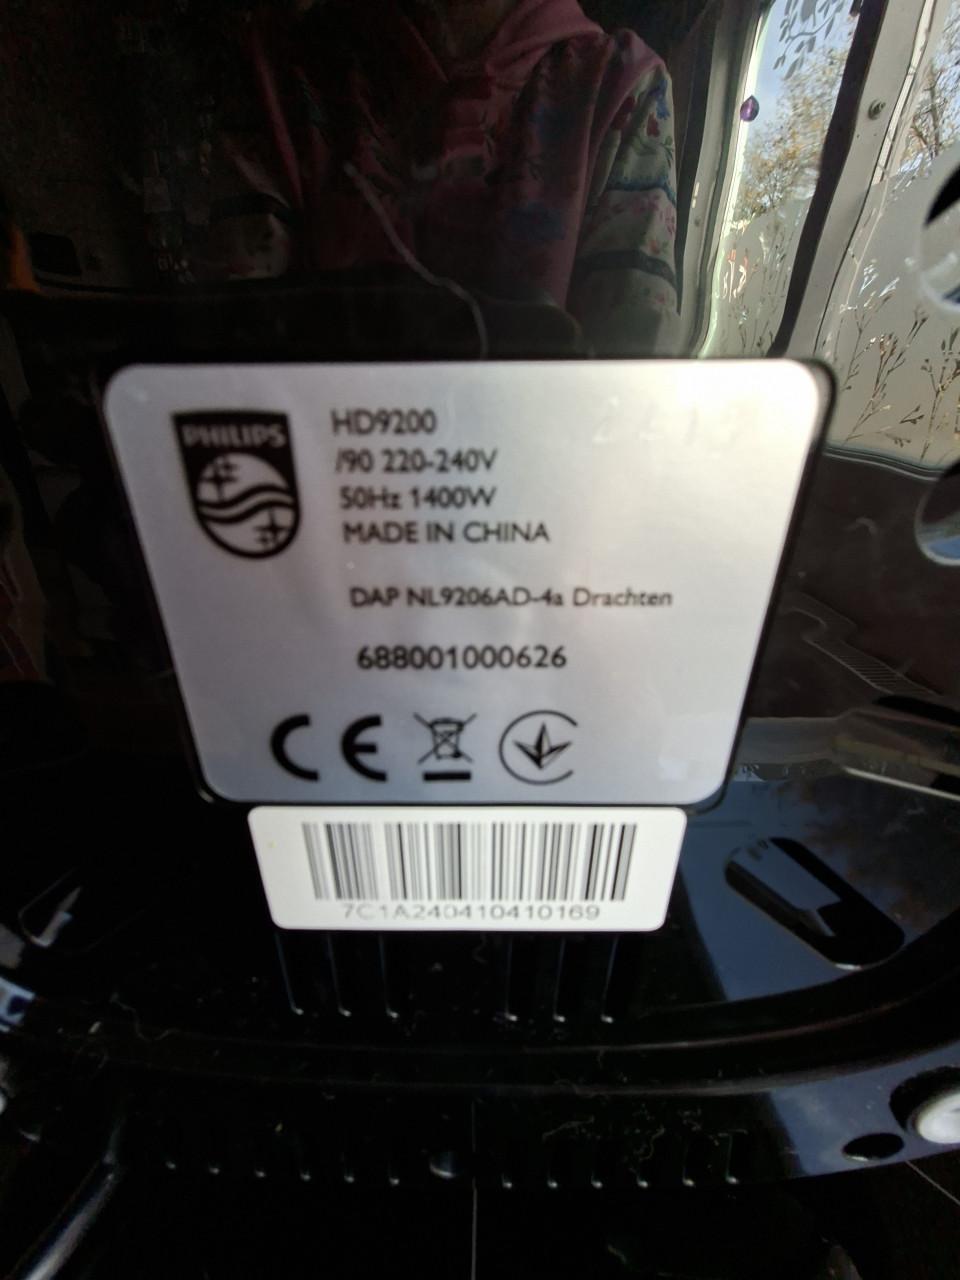 PHILIPS
HD9200
/90 220-240V
50Hz 1400W
MADE IN CHINA
DAP NL9206AD-4a Drachten
688001000626
CE
7C1A240410410169